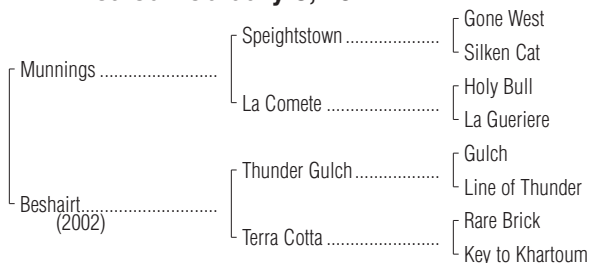 Gone West
Speightstown ....................
Silken Cat
Munnings .........................
Holy Bull
La Comete ........................
La Gueriere
Gulch
Thunder Gulch ..................
Line of Thunder
Beshairt.............................
(2002)
Rare Brick
Terra Cotta .......................
Key to Khartoum